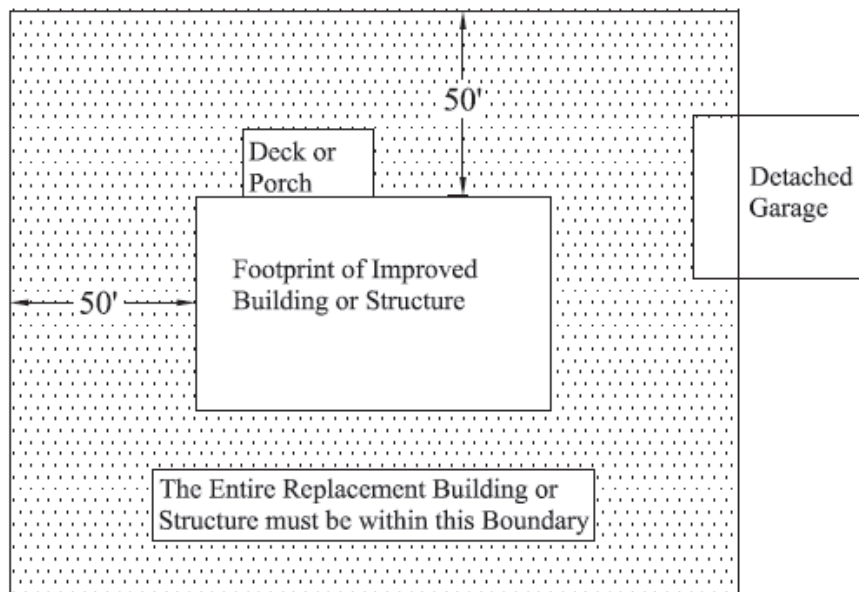 50'
Deck or
Porch
Detached
Garage
Footprint of Improved
Building or Structure
50'
The Entire Replacement Building or
Structure must be within this Boundary